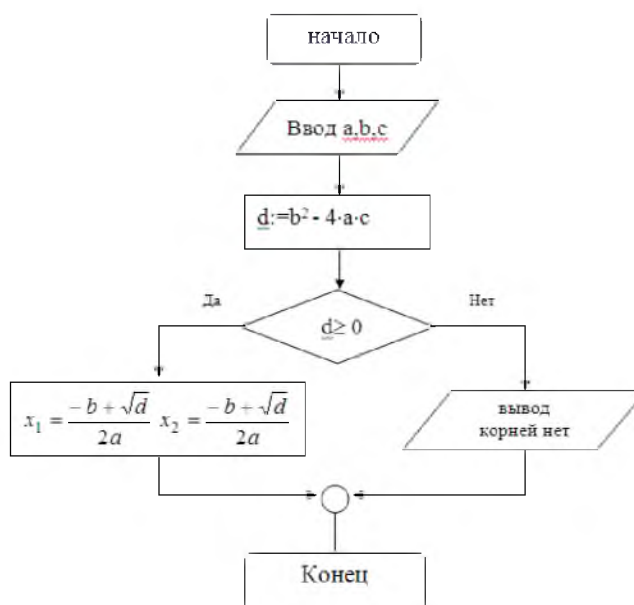 начало
Ввод a,b,c
d:=b² - 4·a·c
Да
Нет
d≥ 0
x₁ = (-b + √d)/2a x₂ = (-b + √d)/2a
вывод
корней нет
Конец